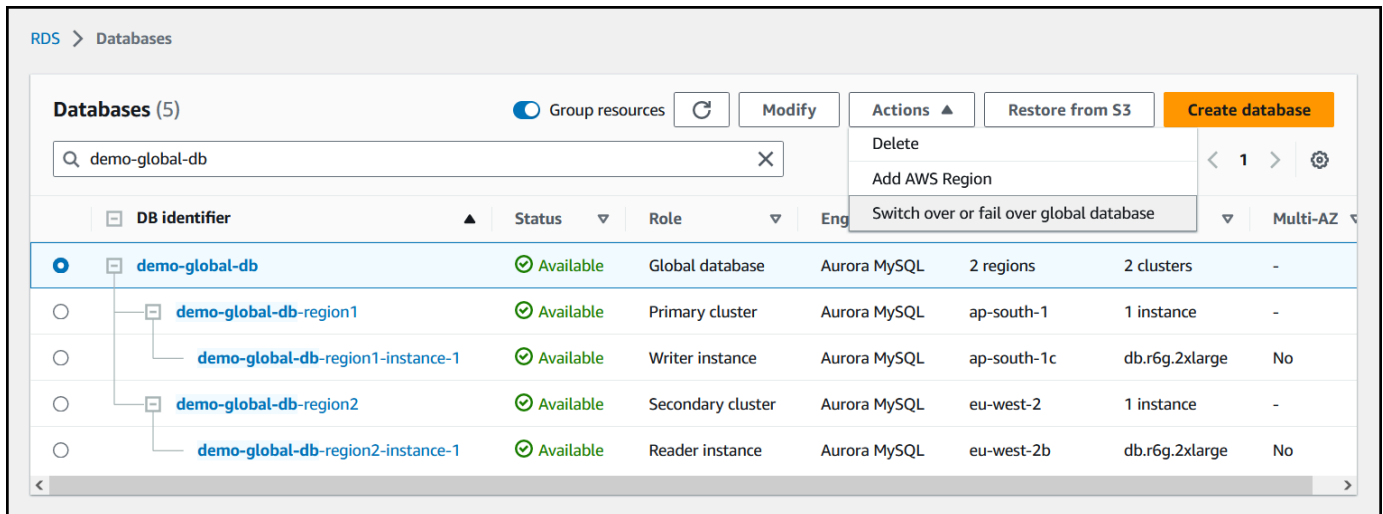 RDS > Databases
Databases (5) Group resources Modify Actions Restore from S3 Create database
demo-global-db
Delete
Add AWS Region
Switch over or fail over global database
1
DB identifier Status Role Eng Multi-AZ
demo-global-db Available Global database Aurora MySQL 2 regions 2 clusters -
demo-global-db-region1 Available Primary cluster Aurora MySQL ap-south-1 1 instance -
demo-global-db-region1-instance-1 Available Writer instance Aurora MySQL ap-south-1c db.r6g.2xlarge No
demo-global-db-region2 Available Secondary cluster Aurora MySQL eu-west-2 1 instance -
demo-global-db-region2-instance-1 Available Reader instance Aurora MySQL eu-west-2b db.r6g.2xlarge No